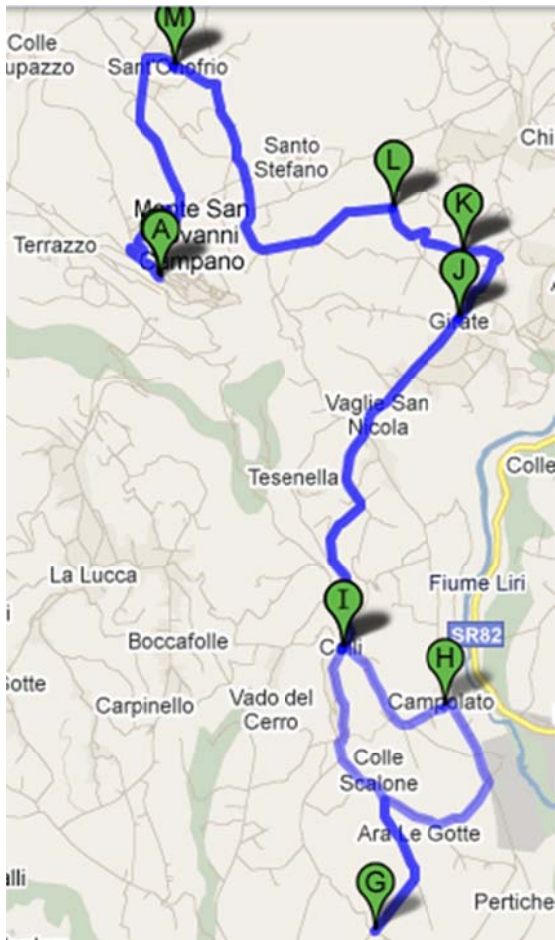 M
Colle
upazzo
Sant'Onofrio
Santo
Stefano
Chi
L
K
A
Monte San
Giovanni
Campano
Terrazzo
J
Girate
Vaglie San
Nicola
Tesenella
Colle
La Lucca
Fiume Liri
I
SR82
Colli
Boccafolle
H
Sotte
Carpinello
Vado del
Cerro
Campolato
Colle
Scalone
Ara Le Gotte
G
alli
Pertiche